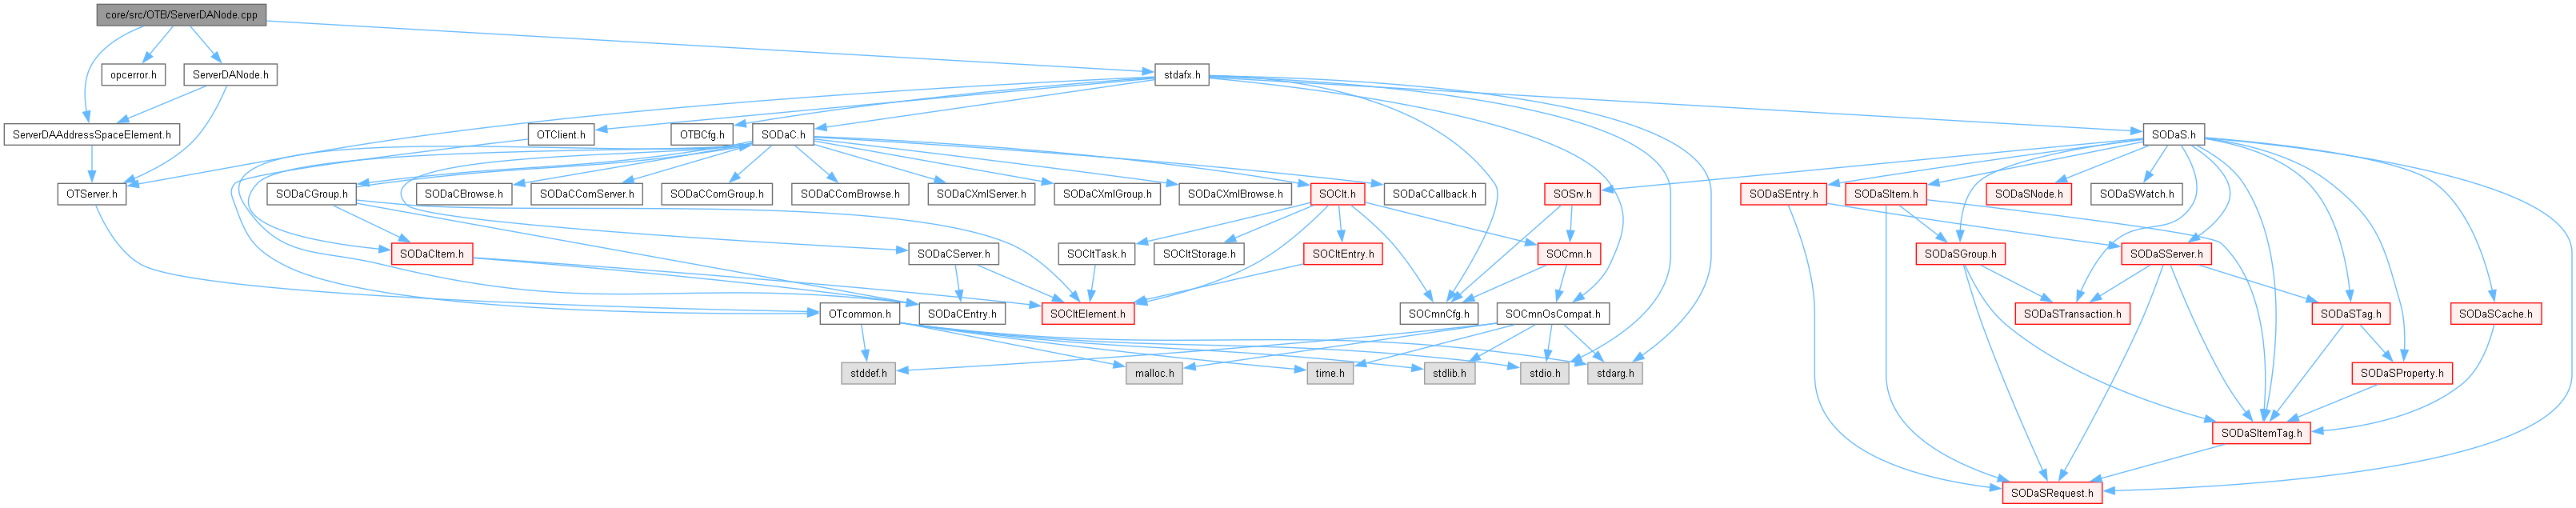 core/src/OTB/ServerDANode.cpp
opcerror.h
ServerDANode.h
stdafx.h
ServerDAAddressSpaceElement.h
OTClient.h
OTBCfg.h
SODaC.h
SODaS.h
OTServer.h
SODaCGroup.h
SODaCBrowse.h
SODaCComServer.h
SODaCComGroup.h
SODaCComBrowse.h
SODaCXmlServer.h
SODaCXmlGroup.h
SODaCXmlBrowse.h
SOClt.h
SODaCCallback.h
SOSrv.h
SODaSEntry.h
SODaSItem.h
SODaSNode.h
SODaSWatch.h
SODaCItem.h
SODaCServer.h
SOCltTask.h
SOCltStorage.h
SOCltEntry.h
SOCmn.h
SODaSGroup.h
SODaSServer.h
OTcommon.h
SODaCEntry.h
SOCltElement.h
SOCmnCfg.h
SOCmnOsCompat.h
SODaSTransaction.h
SODaSTag.h
SODaSCache.h
stddef.h
malloc.h
time.h
stdlib.h
stdio.h
stdarg.h
SODaSProperty.h
SODaSItemTag.h
SODaSRequest.h